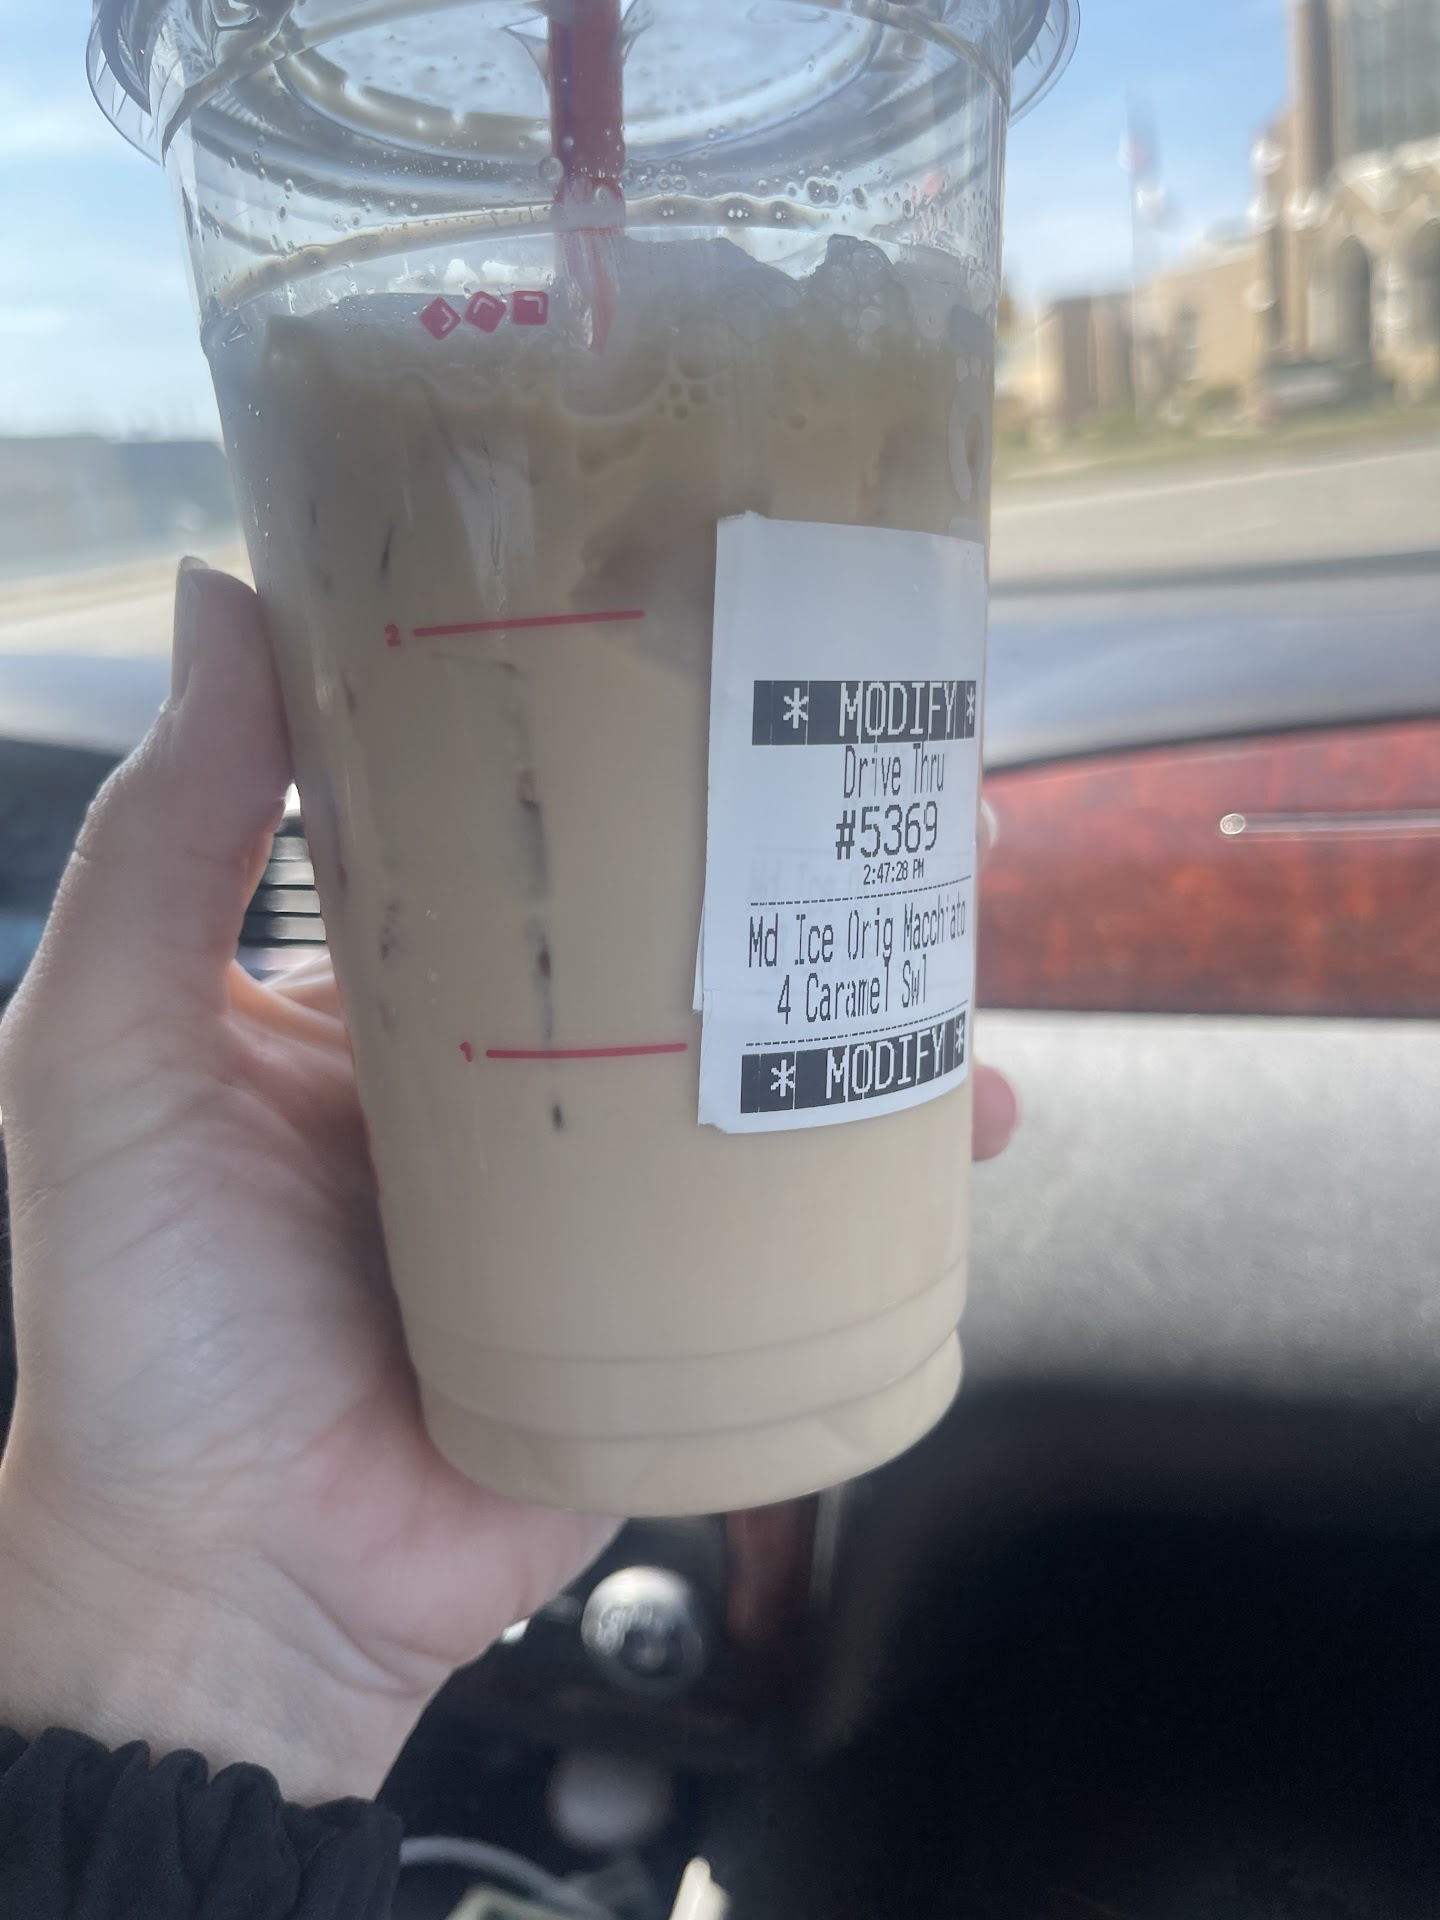 2
* MODIFY *
Drive Thru
#5369
2:47:28 PM
Md Ice Orig Macchiato
4 Caramel Swl
1
* MODIFY *